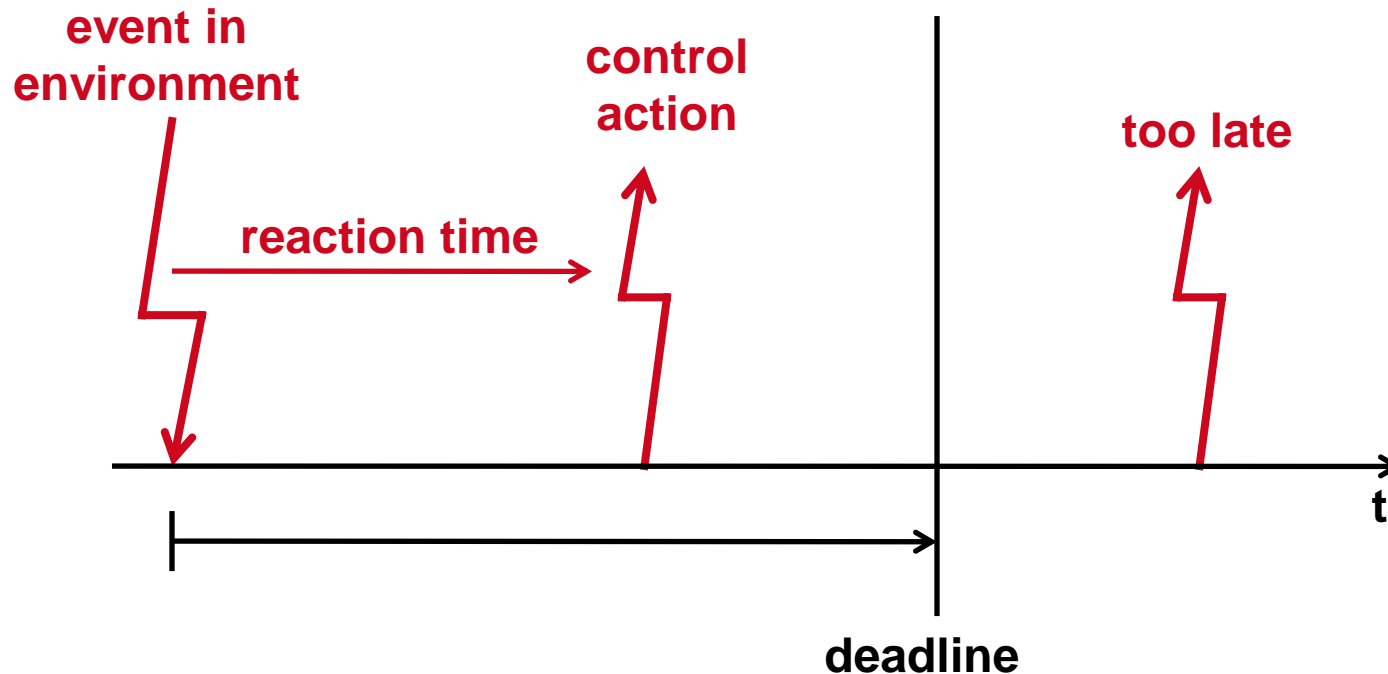 event in
environment
control
action
too late
reaction time
t
deadline